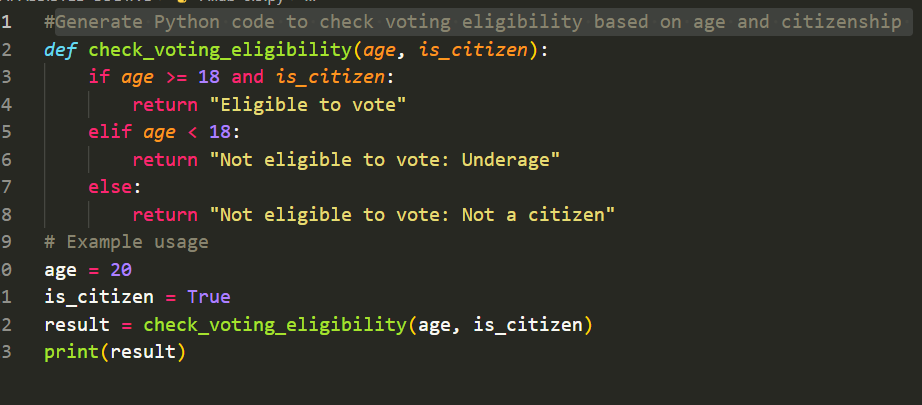 1 #Generate Python code to check voting eligibility based on age and citizenship
2 def check_voting_eligibility(age, is_citizen):
3     if age >= 18 and is_citizen:
4         return "Eligible to vote"
5     elif age < 18:
6         return "Not eligible to vote: Underage"
7     else:
8         return "Not eligible to vote: Not a citizen"
9 # Example usage
0 age = 20
1 is_citizen = True
2 result = check_voting_eligibility(age, is_citizen)
3 print(result)